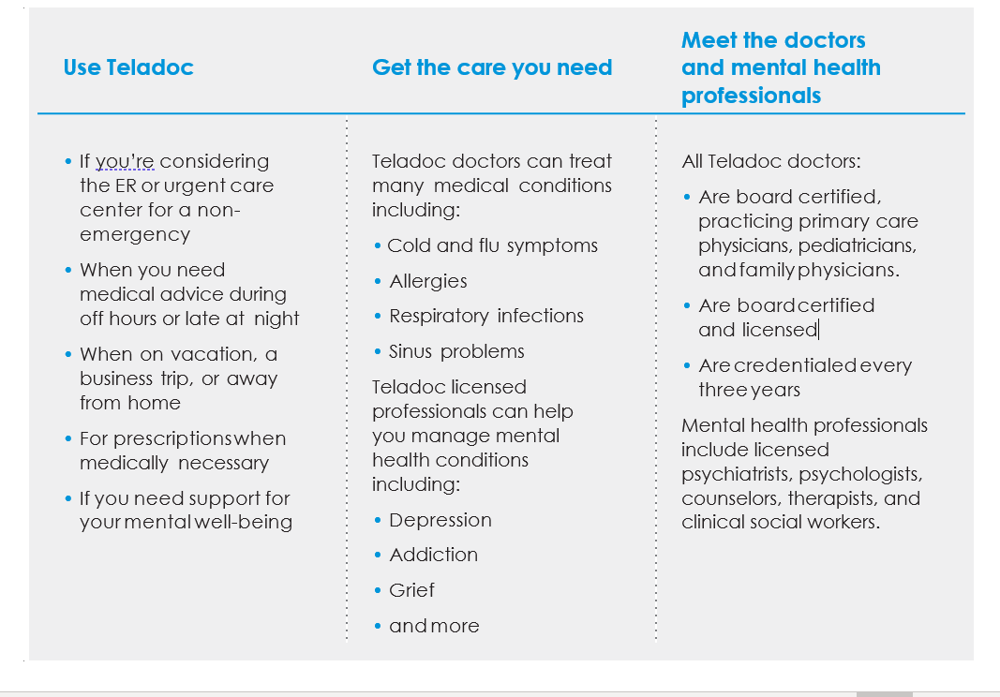 Use Teladoc
• If you're considering
the ER or urgent care
center for a non-
emergency
• When you need
medical advice during
off hours or late at night
• When on vacation, a
business trip, or away
from home
• For prescriptions when
medically necessary
• If you need support for
your mental well-being
Get the care you need
Teladoc doctors can treat
many medical conditions
including:
• Cold and flu symptoms
• Allergies
• Respiratory infections
• Sinus problems
Teladoc licensed
professionals can help
you manage mental
health conditions
including:
• Depression
• Addiction
• Grief
• and more
Meet the doctors
and mental health
professionals
All Teladoc doctors:
• Are board certified,
practicing primary care
physicians, pediatricians,
and family physicians.
• Are board certified
and licensed
• Are credentialed every
three years
Mental health professionals
include licensed
psychiatrists, psychologists,
counselors, therapists, and
clinical social workers.